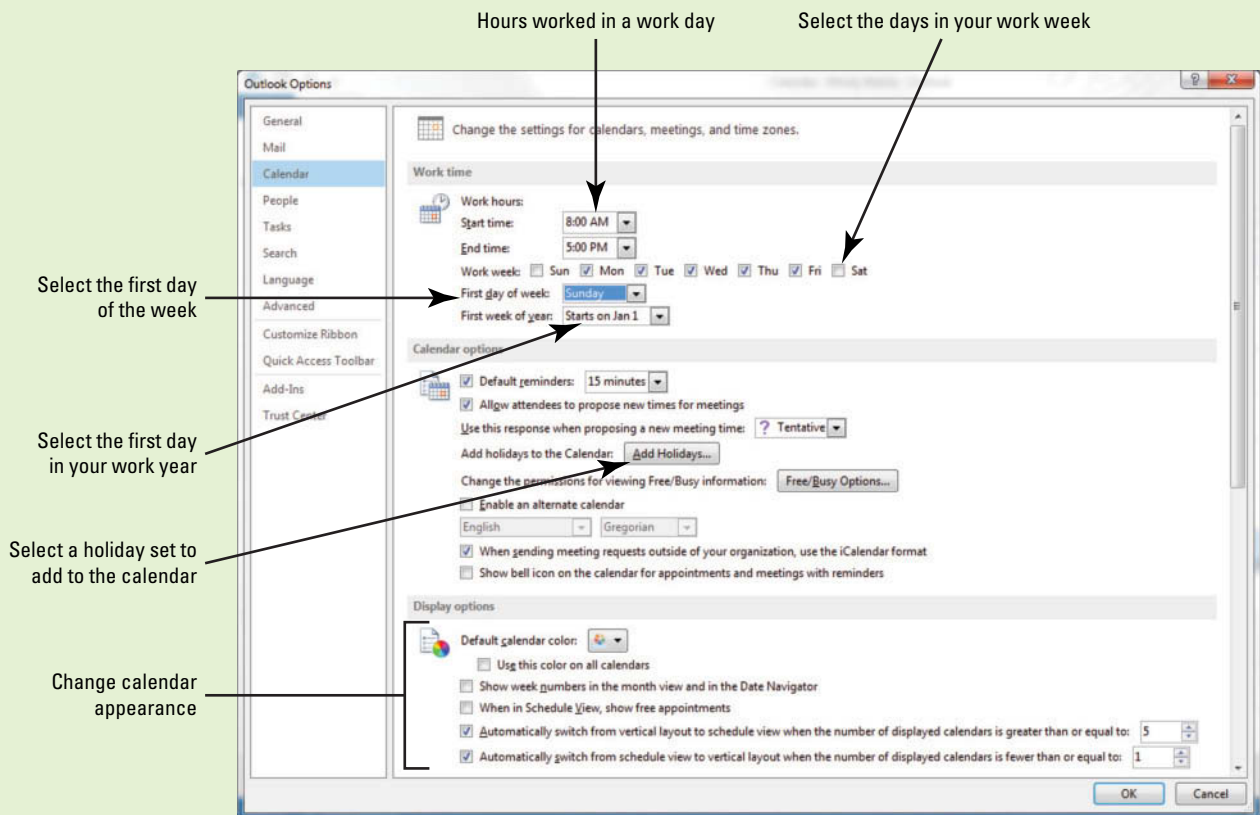 Hours worked in a work day
Select the days in your work week
Outlook Options
General
Mail
Calendar
People
Tasks
Search
Language
Advanced
Customize Ribbon
Quick Access Toolbar
Add-Ins
Trust Center
Change the settings for calendars, meetings, and time zones.
Work time
Work hours:
Start time: 8:00 AM
End time: 5:00 PM
Work week: Sun Mon Tue Wed Thu Fri Sat
First day of week: Sunday
First week of year: Starts on Jan 1
Calendar options
Default reminders: 15 minutes
Allow attendees to propose new times for meetings
Use this response when proposing a new meeting time: ? Tentative
Add holidays to the Calendar: Add Holidays...
Change the permissions for viewing Free/Busy information: Free/Busy Options...
Enable an alternate calendar
English Gregorian
When sending meeting requests outside of your organization, use the iCalendar format
Show bell icon on the calendar for appointments and meetings with reminders
Display options
Default calendar color:
Use this color on all calendars
Show week numbers in the month view and in the Date Navigator
When in Schedule View, show free appointments
Automatically switch from vertical layout to schedule view when the number of displayed calendars is greater than or equal to: 5
Automatically switch from schedule view to vertical layout when the number of displayed calendars is fewer than or equal to: 1
OK Cancel
Select the first day
of the week
Select the first day
in your work year
Select a holiday set to
add to the calendar
Change calendar
appearance